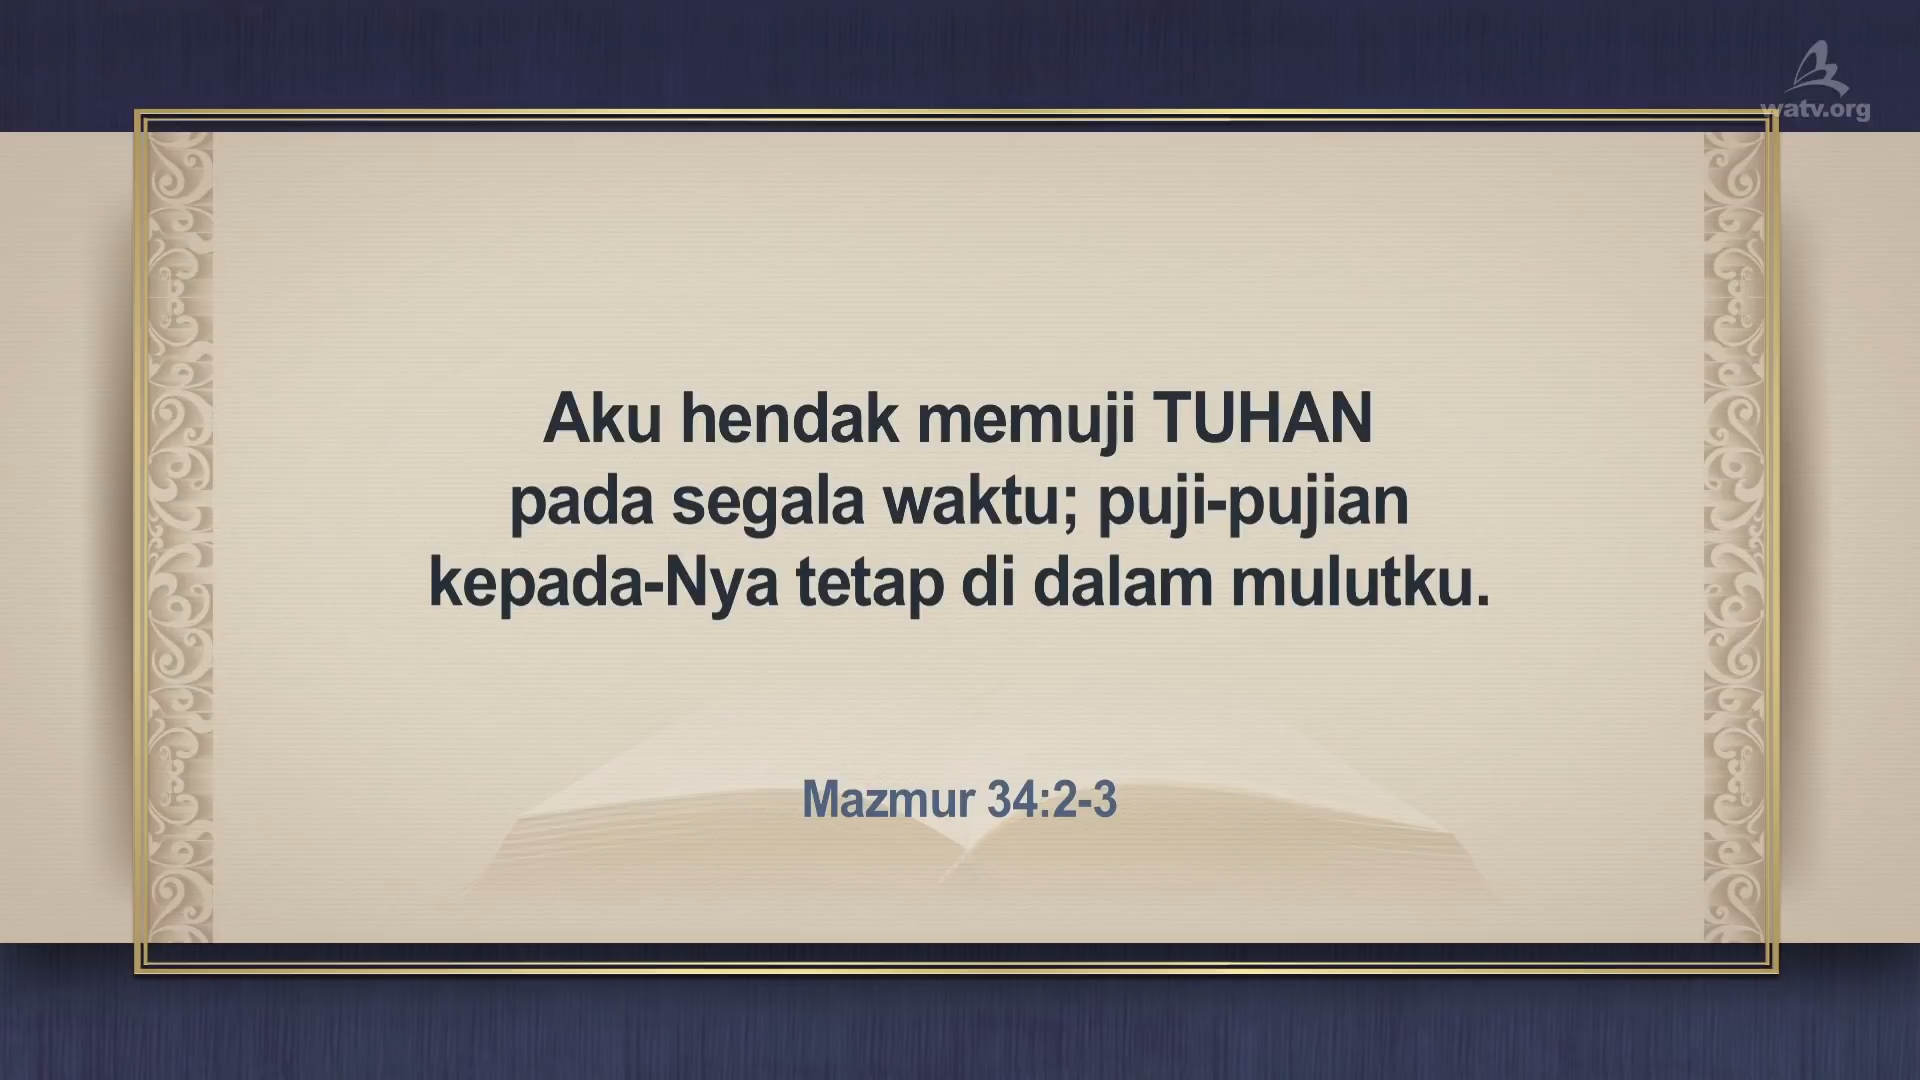 watv.org
Aku hendak memuji TUHAN
pada segala waktu; puji-pujian
kepada-Nya tetap di dalam mulutku.
Mazmur 34:2-3